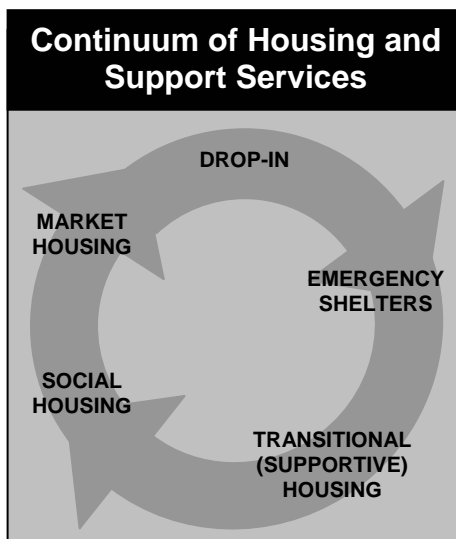 Continuum of Housing and
Support Services
DROP-IN
MARKET
HOUSING
EMERGENCY
SHELTERS
SOCIAL
HOUSING
TRANSITIONAL
(SUPPORTIVE)
HOUSING